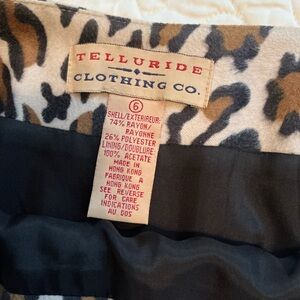 TELLURIDE
CLOTHING CO.
6
SHELL/EXTERIEUR:
74% RAYON/
RAYONNE
26% POLYESTER
LINING/DOUBLURE
100% ACETATE
MADE IN
HONG KONG
FABRIQUE A
HONG KONG
SEE REVERSE
FOR CARE
INDICATIONS
AU DOS